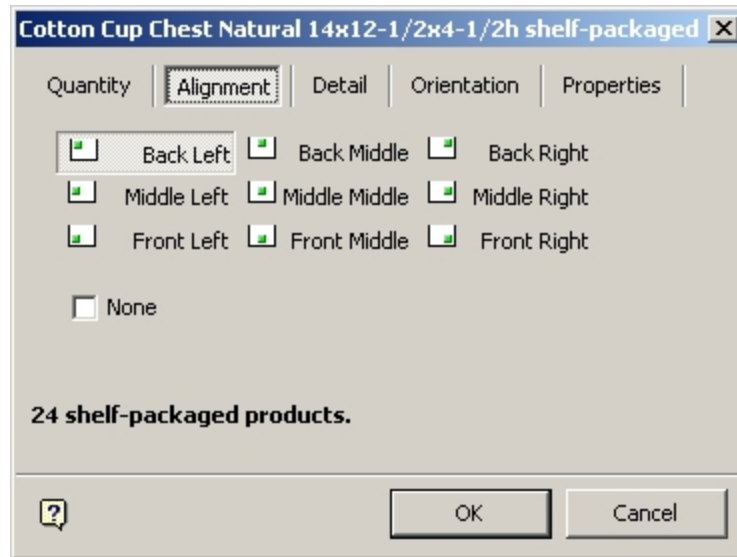 Cotton Cup Chest Natural 14x12-1/2x4-1/2h shelf-packaged
Quantity Alignment Detail Orientation Properties
Back Left Back Middle Back Right
Middle Left Middle Middle Middle Right
Front Left Front Middle Front Right
None
24 shelf-packaged products.
? OK Cancel